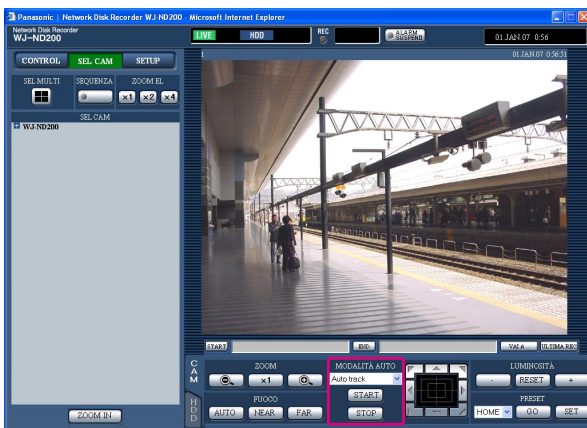 Panasonic | Network Disk Recorder WJ-ND200 - Microsoft Internet Explorer
Network Disk Recorder
WJ-ND200
LIVE HDD REC ALARM SUSPEND 01.JAN.07 0:56
CONTROL SEL CAM SETUP
SEL MULTI SEQUENZA ZOOM EL
x1 x2 x4
SEL CAM
WJ-ND200
1 01.JAN.07 0:56:51
START END VAI A ... ULTIMA REG
CAM
HDD
ZOOM
x1
FUOCO
AUTO NEAR FAR
MODALITÀ AUTO
Auto track
START
STOP
LUMINOSITÀ
- RESET +
PRESET
HOME GO SET
ZOOM IN